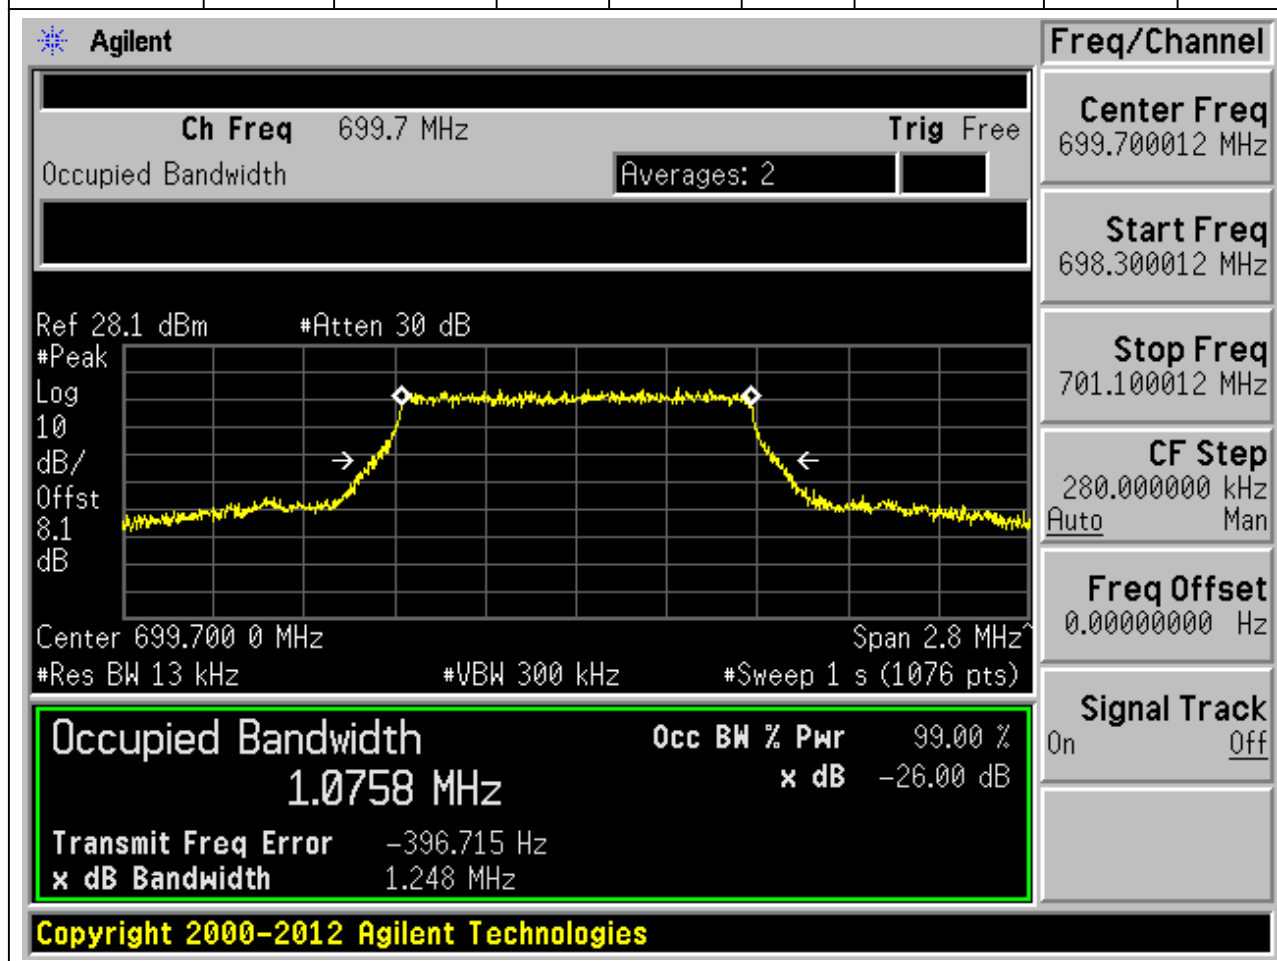 Agilent
Freq/Channel
Ch Freq 699.7 MHz Trig Free
Occupied Bandwidth Averages: 2
Center Freq
699.700012 MHz
Start Freq
698.300012 MHz
Stop Freq
701.100012 MHz
CF Step
280.000000 kHz
Auto Man
Freq Offset
0.00000000 Hz
Signal Track
On Off
Ref 28.1 dBm #Atten 30 dB
#Peak
Log
10
dB/
Offst
8.1
dB
Center 699.700 0 MHz Span 2.8 MHz^
#Res BW 13 kHz #VBW 300 kHz #Sweep 1 s (1076 pts)
Occupied Bandwidth Occ BW % Pwr 99.00 %
1.0758 MHz x dB -26.00 dB
Transmit Freq Error -396.715 Hz
x dB Bandwidth 1.248 MHz
Copyright 2000-2012 Agilent Technologies